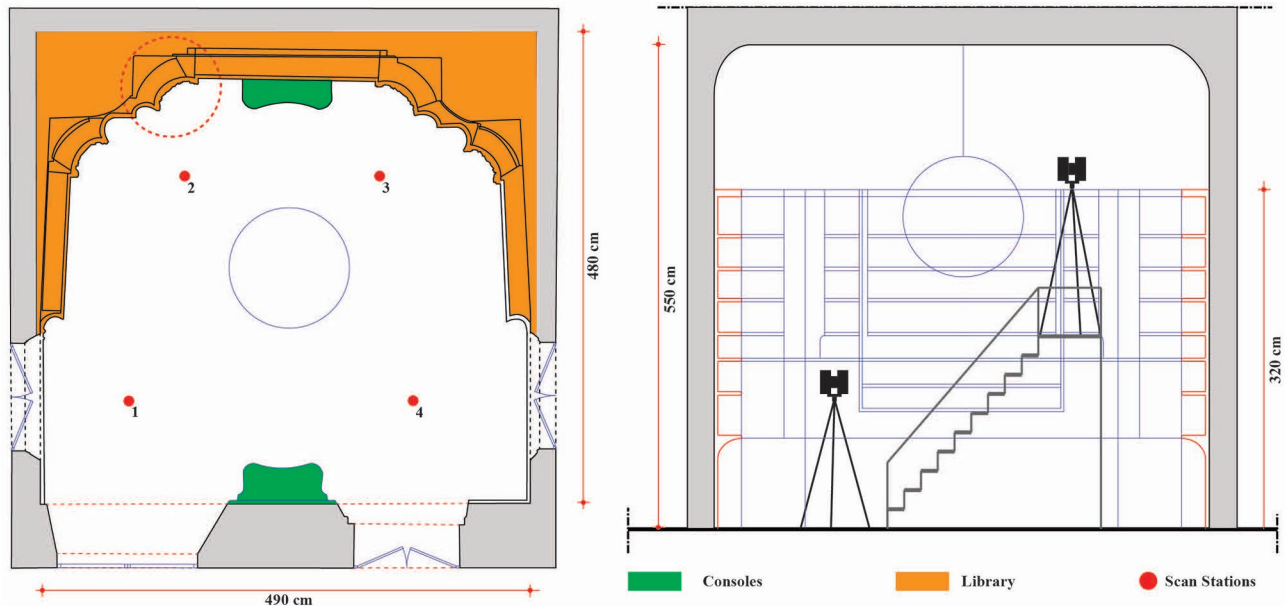 2
3
1
4
480 cm
490 cm
550 cm
320 cm
Consoles
Library
Scan Stations